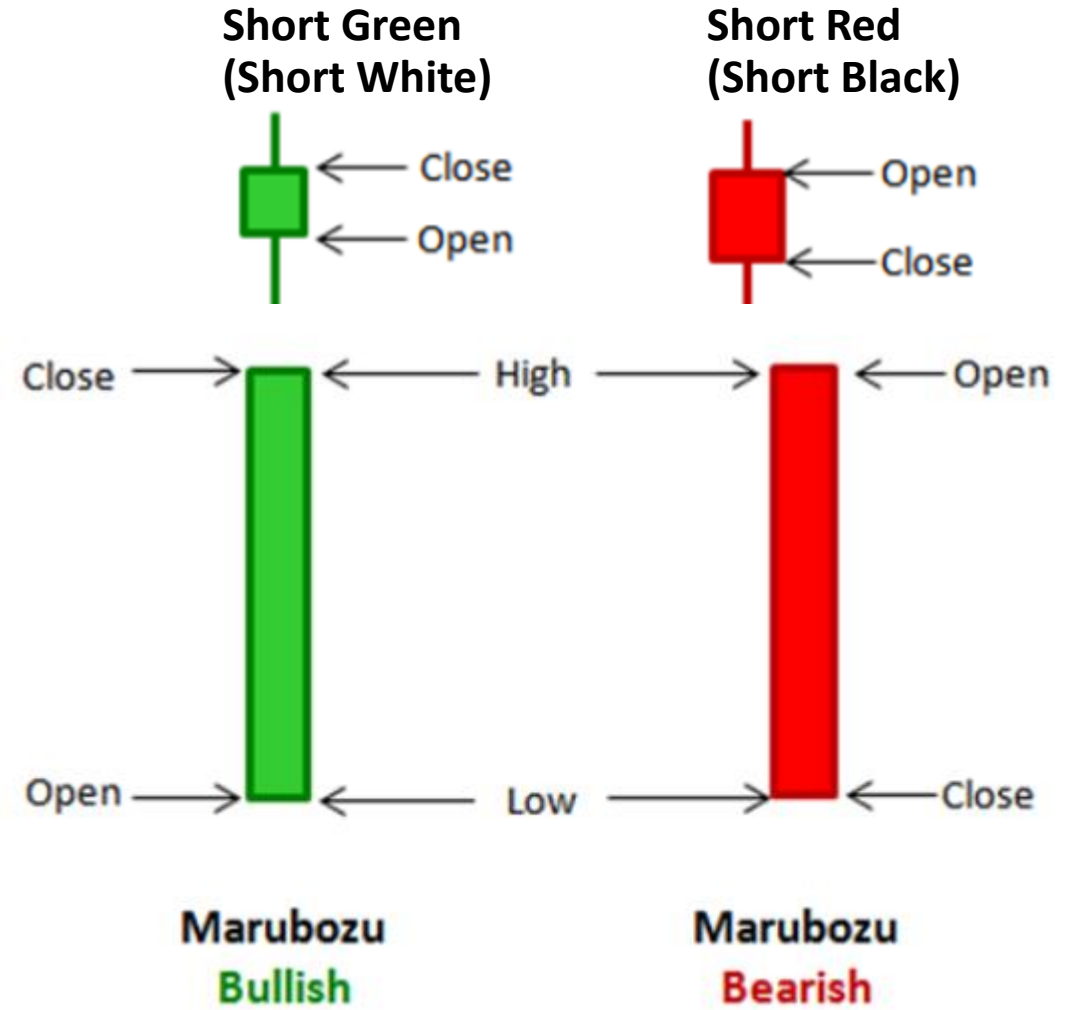 Short Green
(Short White)
Short Red
(Short Black)
Close
Open
Open
Close
Close
High
Open
Open
Low
Close
Marubozu
Bullish
Marubozu
Bearish